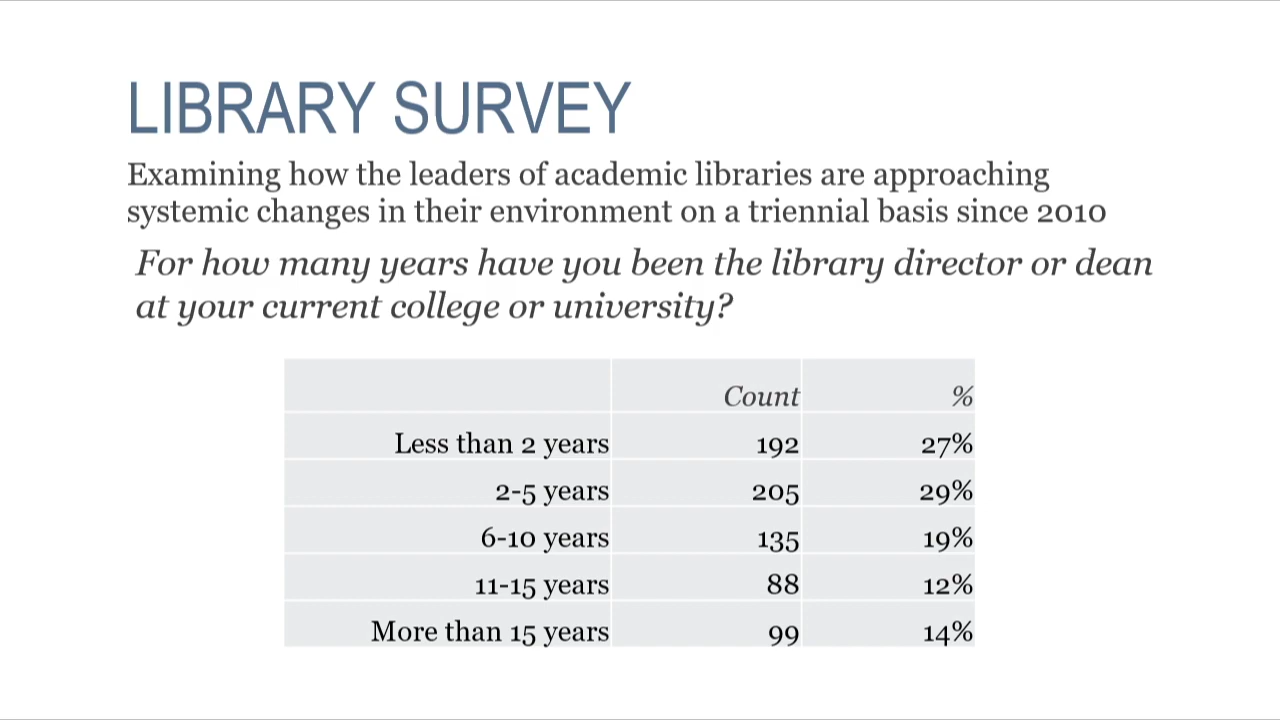 LIBRARY SURVEY
Examining how the leaders of academic libraries are approaching
systemic changes in their environment on a triennial basis since 2010
For how many years have you been the library director or dean
at your current college or university?
Count %
Less than 2 years 192 27%
2-5 years 205 29%
6-10 years 135 19%
11-15 years 88 12%
More than 15 years 99 14%